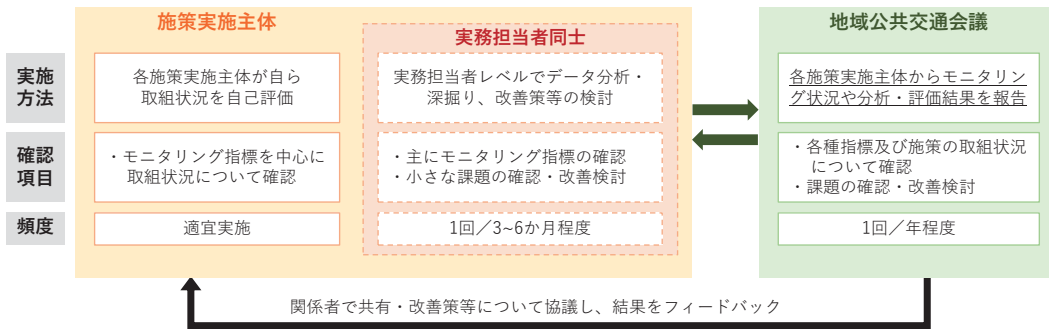 施策実施主体
実務担当者同士
地域公共交通会議
実施
方法
各施策実施主体が自ら
取組状況を自己評価
実務担当者レベルでデータ分析・
深掘り、改善策等の検討
各施策実施主体からモニタリン
グ状況や分析・評価結果を報告
確認
項目
・モニタリング指標を中心に
取組状況について確認
・主にモニタリング指標の確認
・小さな課題の確認・改善検討
・各種指標及び施策の取組状況
について確認
・課題の確認・改善検討
頻度
適宜実施
1回／3~6か月程度
1回／年程度
関係者で共有・改善策等について協議し、結果をフィードバック